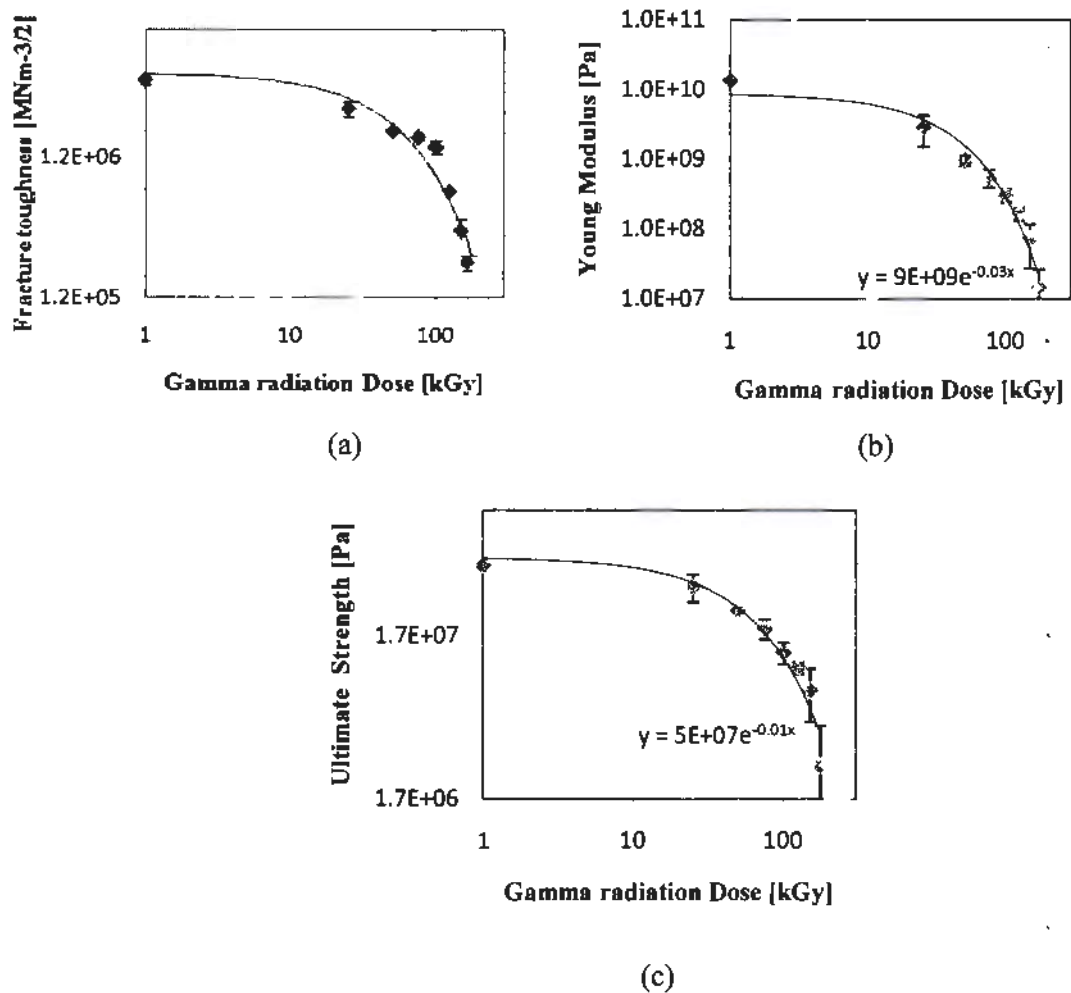 Fracture toughness [MNm-3/2]
1.2E+06
1.2E+05
1 10 100
Gamma radiation Dose [kGy]
(a)
Young Modulus [Pa]
1.0E+11
1.0E+10
1.0E+09
1.0E+08
1.0E+07
y = 9E+09e^-0.03x
1 10 100
Gamma radiation Dose [kGy]
(b)
Ultimate Strength [Pa]
1.7E+07
1.7E+06
y = 5E+07e^-0.01x
1 10 100
Gamma radiation Dose [kGy]
(c)